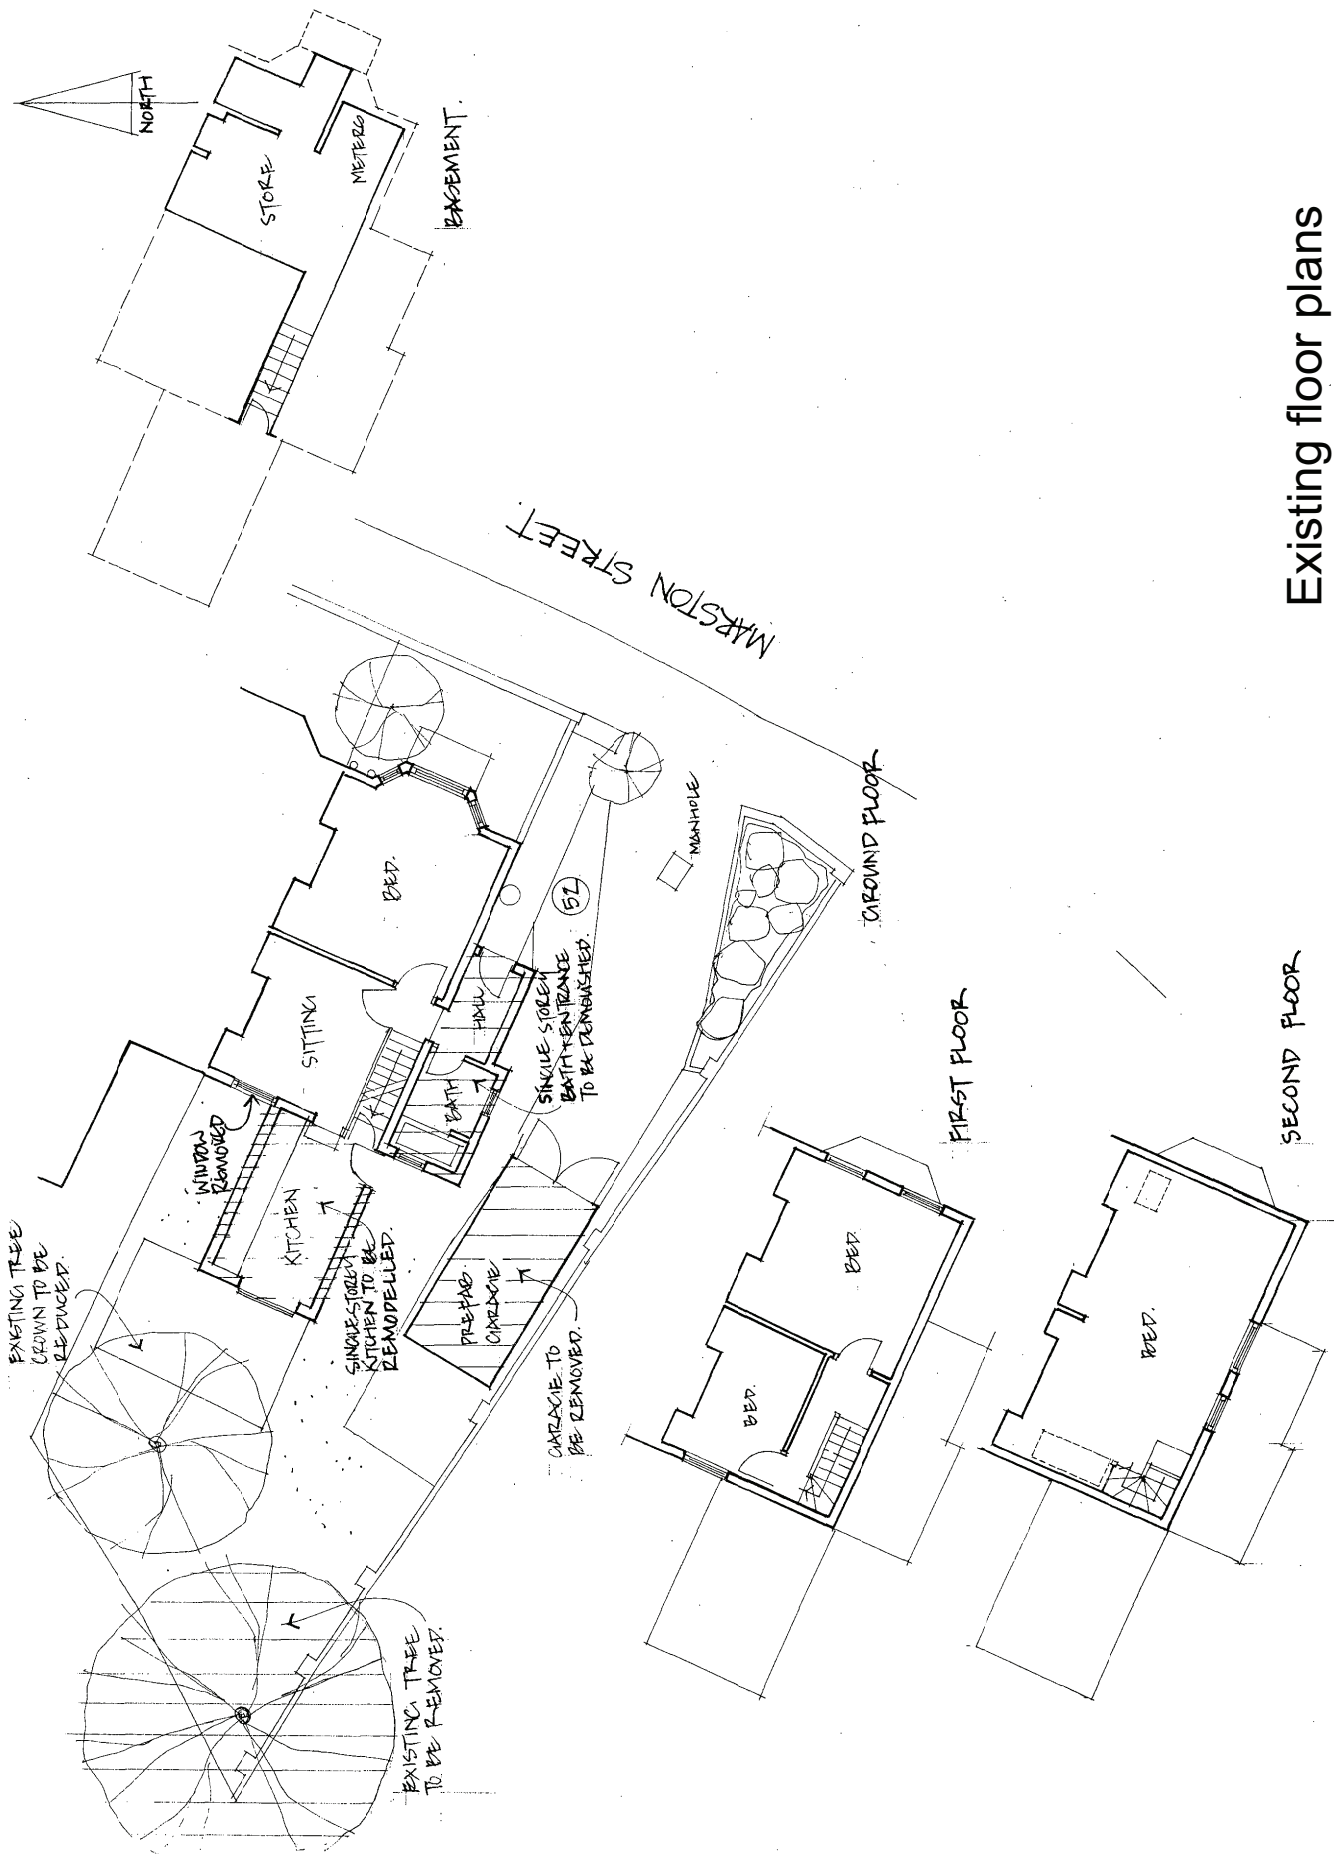 NORTH
STORE
METERS
BASEMENT.
MARSTON STREET.
BED.
SITTING
HALL
BATH
KITCHEN
WINDOW
REMOVED
EXISTING TREE
CROWN TO BE
REDUCED.
SINGLE STOREY
KITCHEN TO BE
REMODELLED.
SINGLE STOREY
BATH + ENTRANCE
TO BE DEMOLISHED.
52
MANHOLE
PREFAB
GARAGE
GARAGE TO
BE REMOVED.
EXISTING TREE
TO BE REMOVED.
GROUND FLOOR
BED.
BED.
FIRST FLOOR
BED.
SECOND FLOOR
Existing floor plans